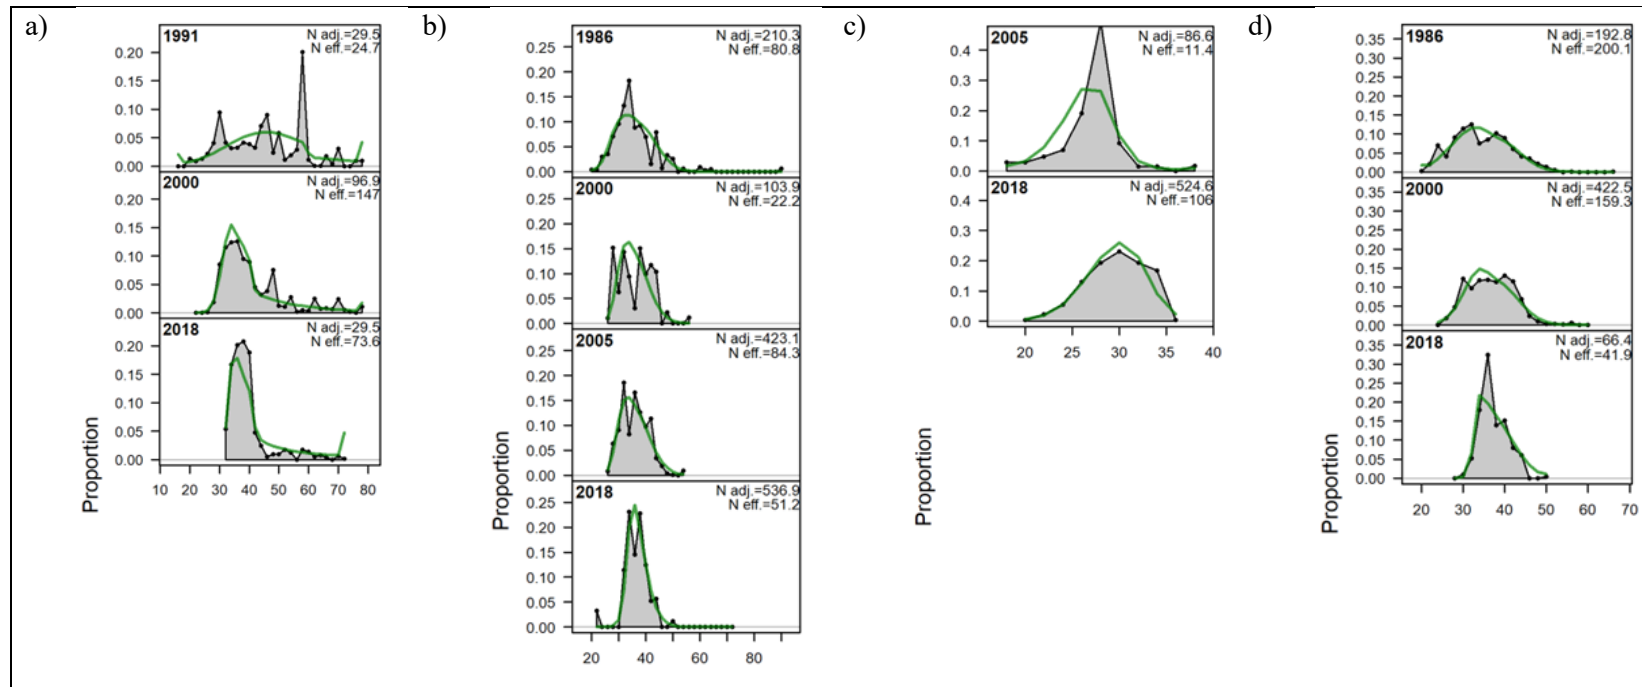 a)
1991
N adj.=29.5
N eff.=24.7
0.20
0.15
0.10
0.05
0.00
2000
N adj.=96.9
N eff.=147
0.20
0.15
0.10
0.05
0.00
2018
N adj.=29.5
N eff.=73.6
0.20
0.15
0.10
0.05
0.00
10 20 30 40 50 60 70 80
Proportion
b)
1986
N adj.=210.3
N eff.=80.8
0.25
0.20
0.15
0.10
0.05
0.00
2000
N adj.=103.9
N eff.=22.2
0.25
0.20
0.15
0.10
0.05
0.00
2005
N adj.=423.1
N eff.=84.3
0.25
0.20
0.15
0.10
0.05
0.00
2018
N adj.=536.9
N eff.=51.2
0.25
0.20
0.15
0.10
0.05
0.00
20 40 60 80
Proportion
c)
2005
N adj.=86.6
N eff.=11.4
0.4
0.3
0.2
0.1
0.0
2018
N adj.=524.6
N eff.=106
0.4
0.3
0.2
0.1
0.0
20 25 30 35 40
Proportion
d)
1986
N adj.=192.8
N eff.=200.1
0.35
0.30
0.25
0.20
0.15
0.10
0.05
0.00
2000
N adj.=422.5
N eff.=159.3
0.35
0.30
0.25
0.20
0.15
0.10
0.05
0.00
2018
N adj.=66.4
N eff.=41.9
0.35
0.30
0.25
0.20
0.15
0.10
0.05
0.00
20 30 40 50 60 70
Proportion